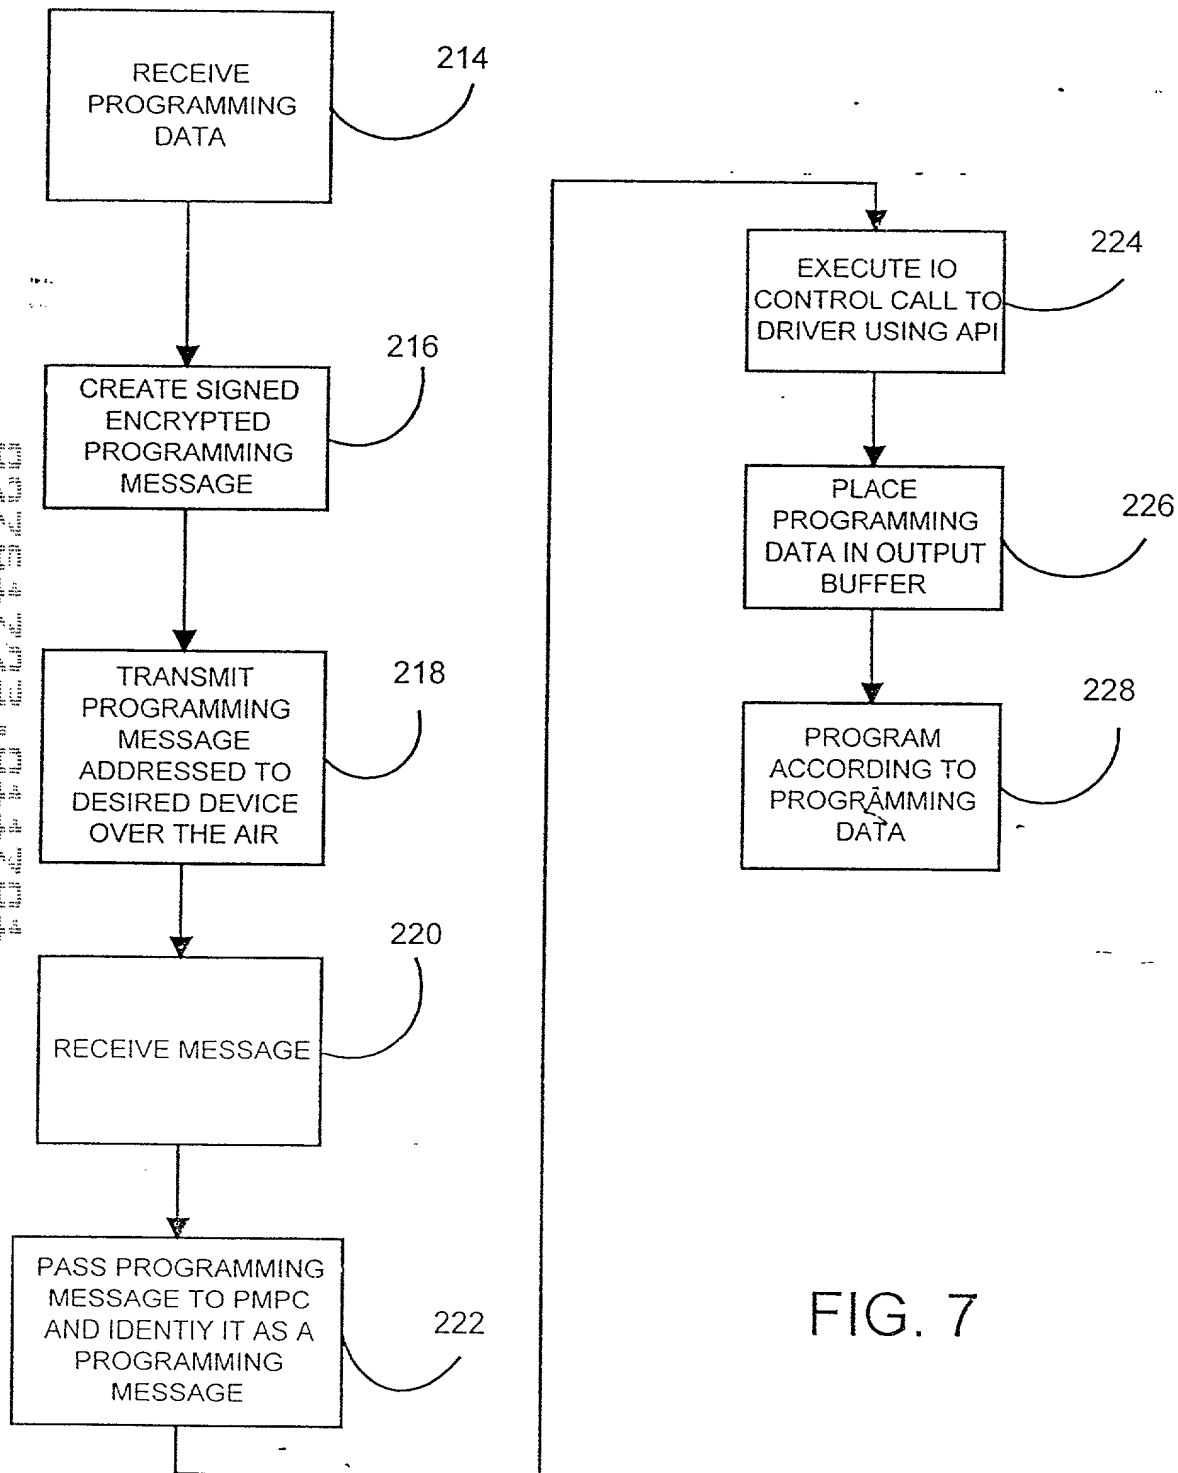 RECEIVE
PROGRAMMING
DATA
214
CREATE SIGNED
ENCRYPTED
PROGRAMMING
MESSAGE
216
TRANSMIT
PROGRAMMING
MESSAGE
ADDRESSED TO
DESIRED DEVICE
OVER THE AIR
218
RECEIVE MESSAGE
220
PASS PROGRAMMING
MESSAGE TO PMPC
AND IDENTIY IT AS A
PROGRAMMING
MESSAGE
222
EXECUTE IO
CONTROL CALL TO
DRIVER USING API
224
PLACE
PROGRAMMING
DATA IN OUTPUT
BUFFER
226
PROGRAM
ACCORDING TO
PROGRAMMING
DATA
228
FIG. 7